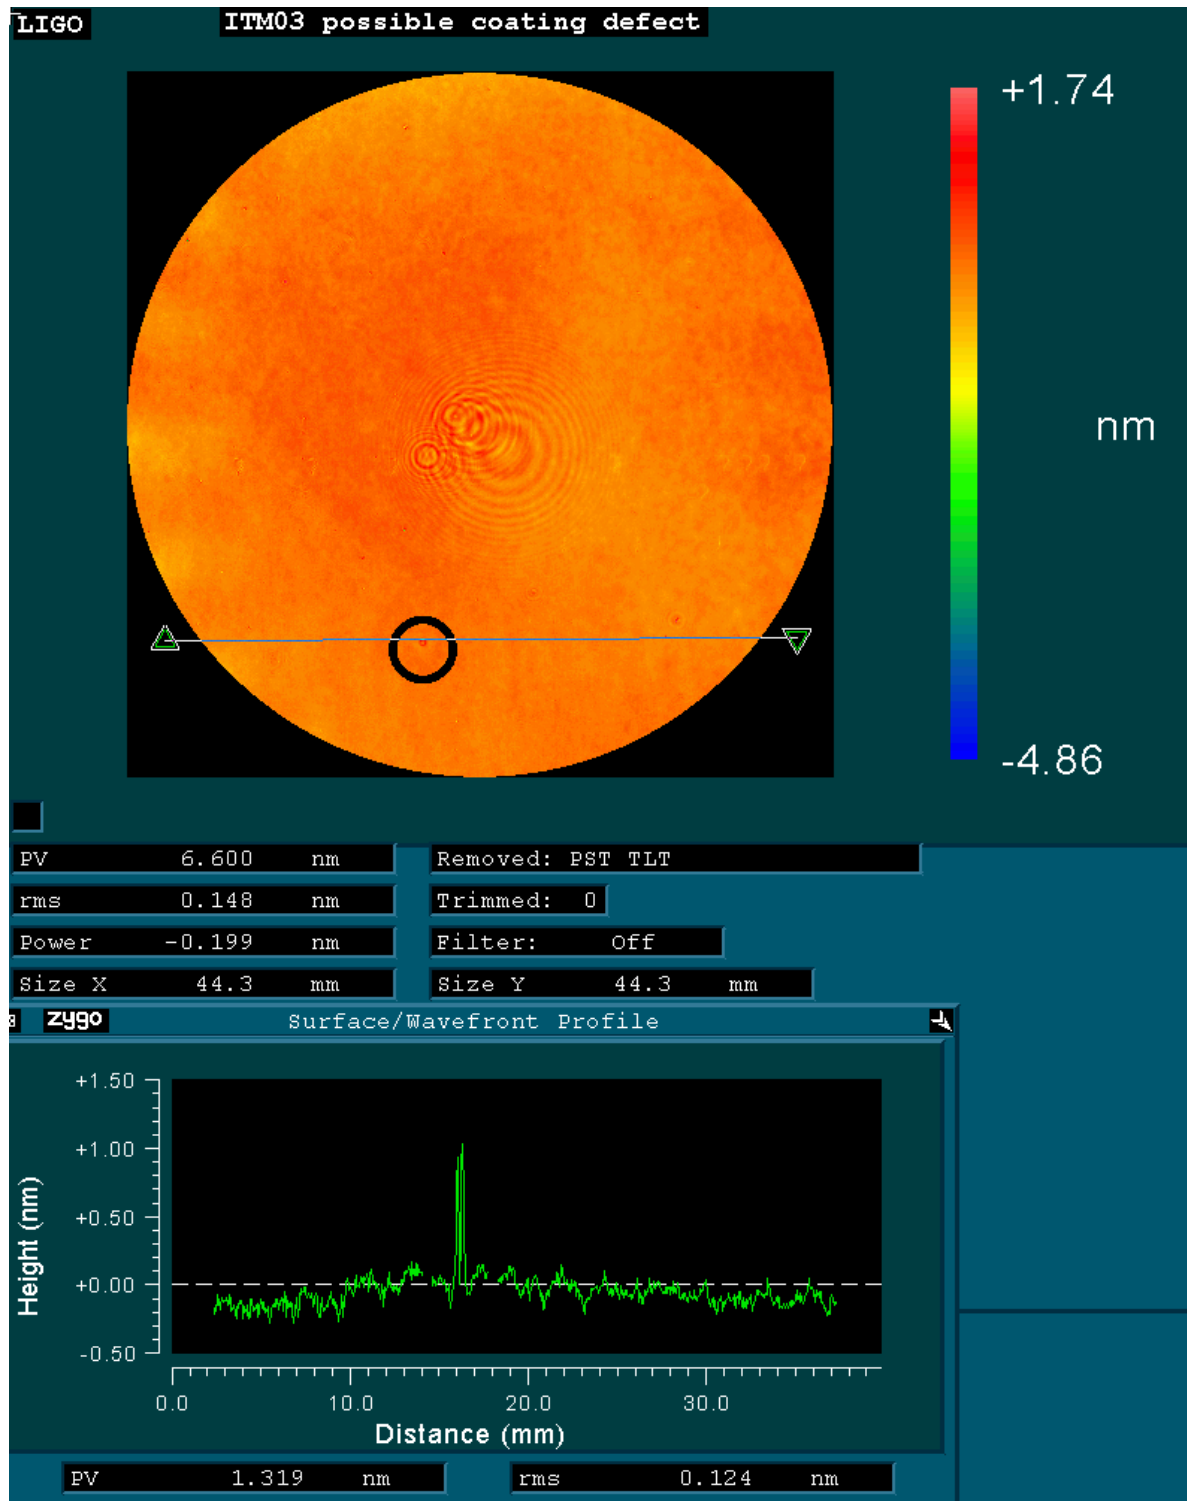 LIGO
ITM03 possible coating defect
+1.74
nm
-4.86
PV 6.600 nm
Removed: PST TLT
rms 0.148 nm
Trimmed: 0
Power -0.199 nm
Filter: Off
Size X 44.3 mm
Size Y 44.3 mm
zygo
Surface/Wavefront Profile
+1.50
+1.00
+0.50
+0.00
-0.50
Height (nm)
0.0 10.0 20.0 30.0
Distance (mm)
PV 1.319 nm
rms 0.124 nm